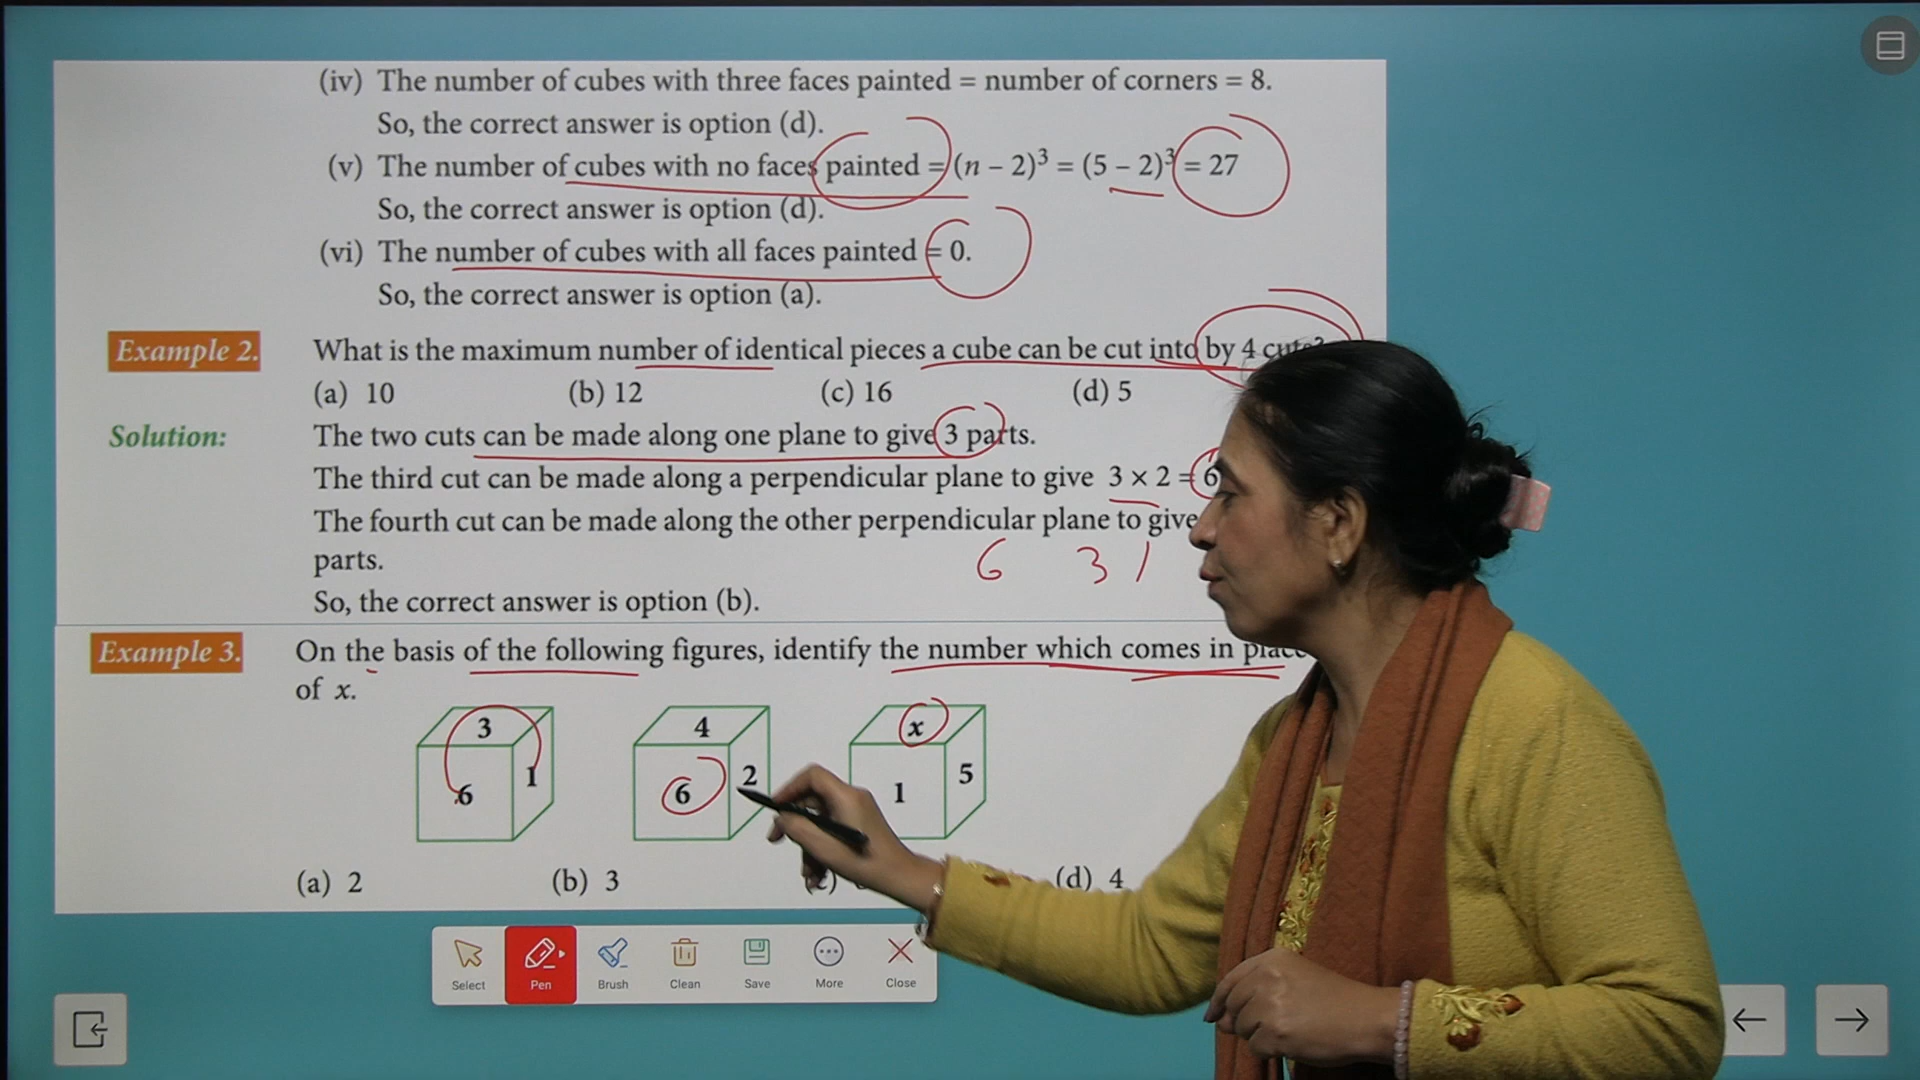 (iv) The number of cubes with three faces painted = number of corners = 8.
So, the correct answer is option (d).
(v) The number of cubes with no faces painted = (n – 2)³ = (5 – 2)³ = 27
So, the correct answer is option (d).
(vi) The number of cubes with all faces painted = 0.
So, the correct answer is option (a).
Example 2. What is the maximum number of identical pieces a cube can be cut into by 4 cuts?
(a) 10 (b) 12 (c) 16 (d) 5
Solution: The two cuts can be made along one plane to give 3 parts.
The third cut can be made along a perpendicular plane to give 3 × 2 = 6
The fourth cut can be made along the other perpendicular plane to give
parts.
6 3 1
So, the correct answer is option (b).
Example 3. On the basis of the following figures, identify the number which comes in place
of x.
3 4 x
6 1 6 2 1 5
(a) 2 (b) 3 (d) 4
Select Pen Brush Clean Save More Close